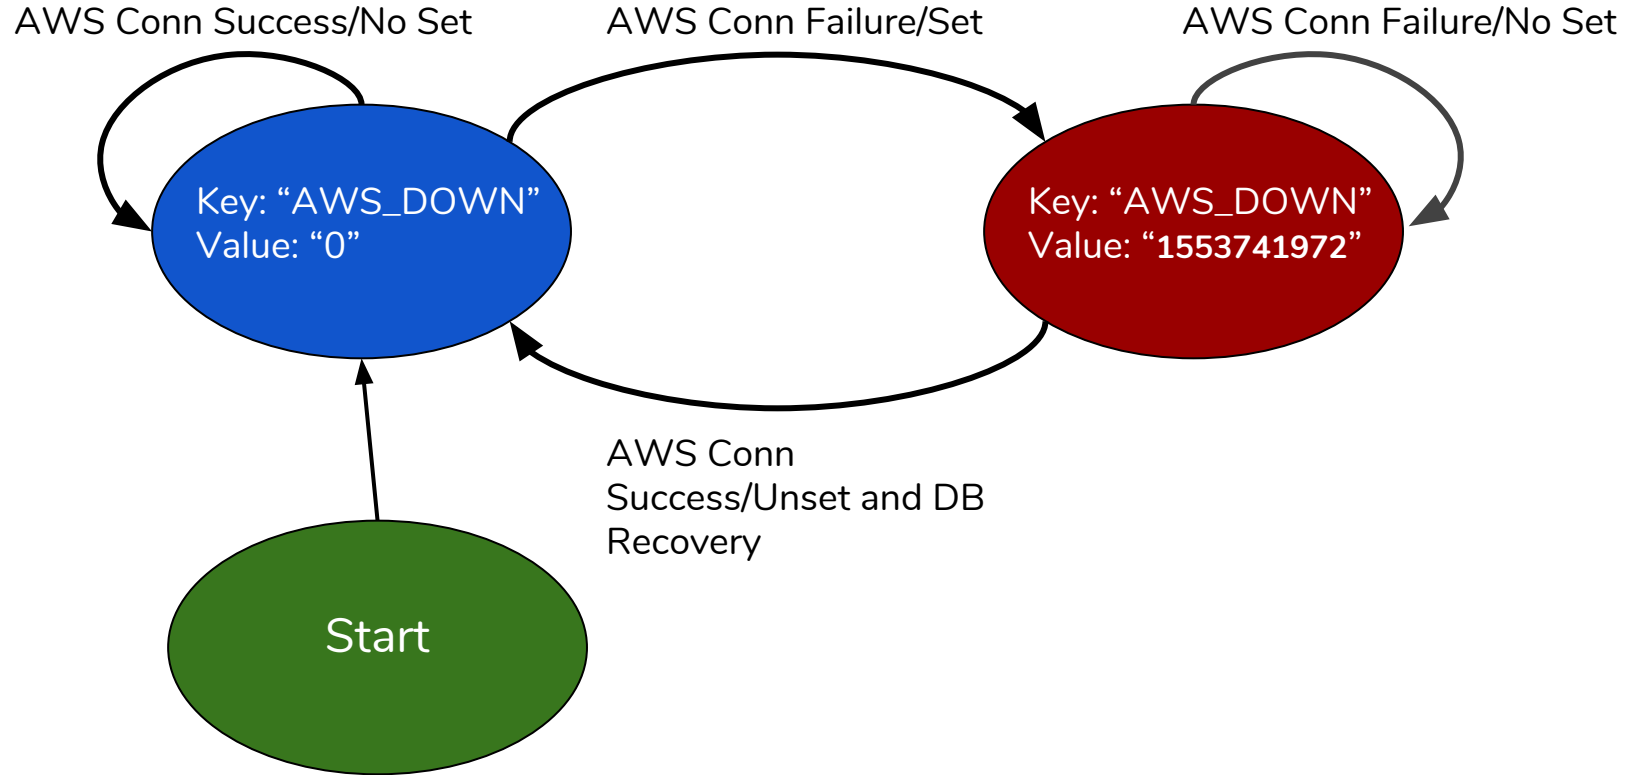 AWS Conn Success/No Set
AWS Conn Failure/Set
AWS Conn Failure/No Set
Key: “AWS_DOWN”
Value: “0”
Key: “AWS_DOWN”
Value: “1553741972”
AWS Conn
Success/Unset and DB
Recovery
Start